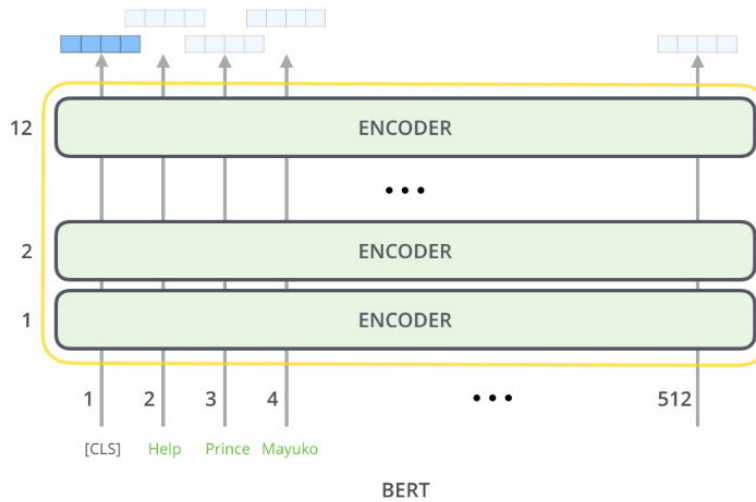 12 ENCODER
...
2 ENCODER
1 ENCODER
1 2 3 4 ... 512
[CLS] Help Prince Mayuko
BERT